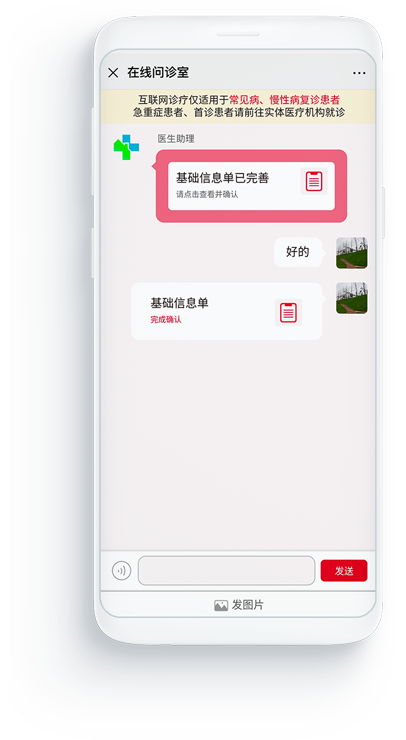 在线问诊室
互联网诊疗仅适用于常见病、慢性病复诊患者
急重症患者、首诊患者请前往实体医疗机构就诊
医生助理
基础信息单已完善
请点击查看并确认
好的
基础信息单
完成确认
发送
发图片